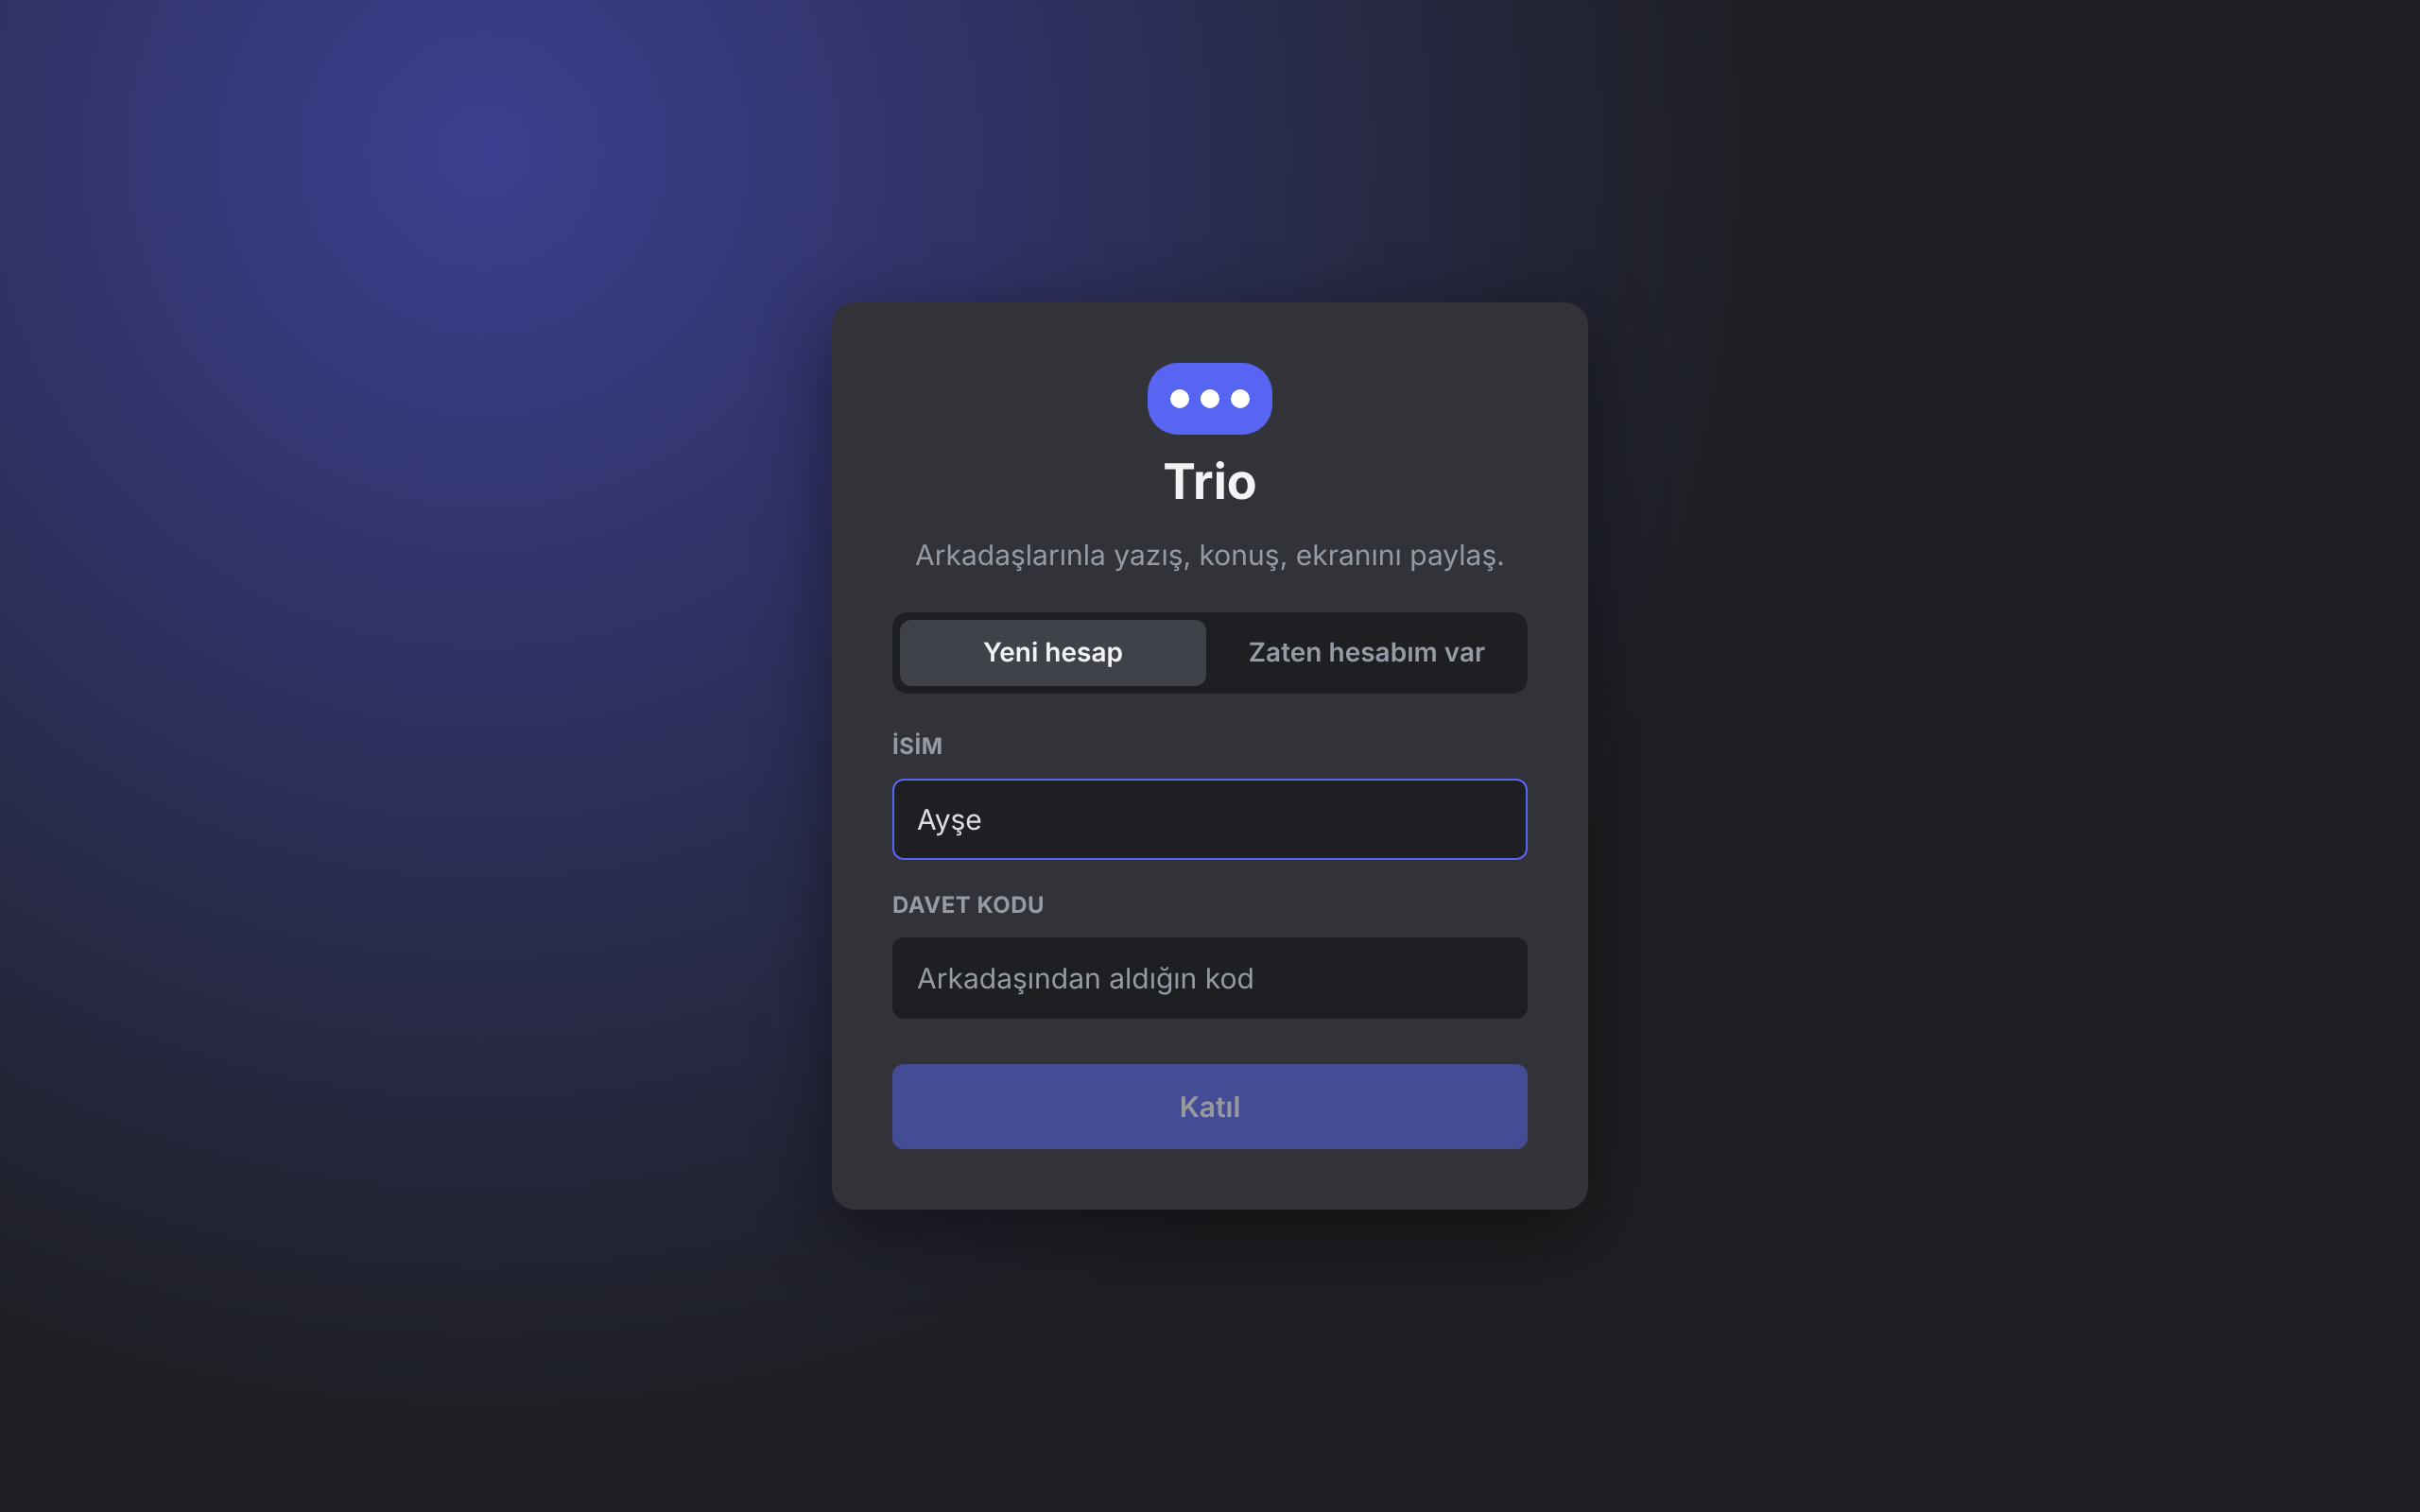 Trio
Arkadaşlarınla yazış, konuş, ekranını paylaş.
Yeni hesap
Zaten hesabım var
İSİM
Ayşe
DAVET KODU
Arkadaşından aldığın kod
Katıl